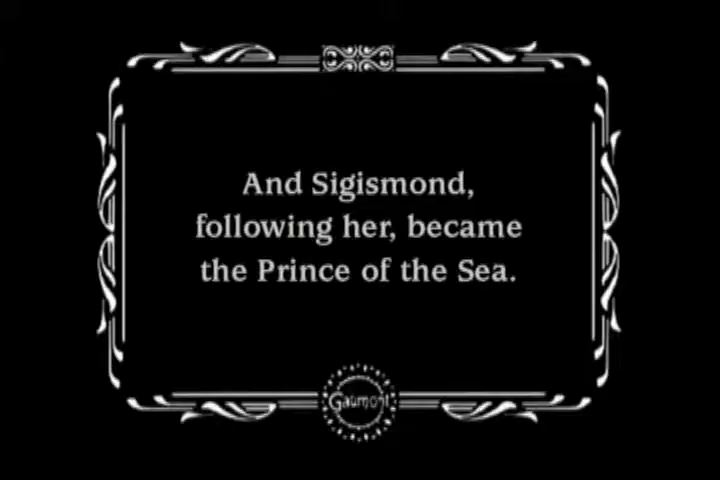 And Sigismond,
following her, became
the Prince of the Sea.
Gaumont